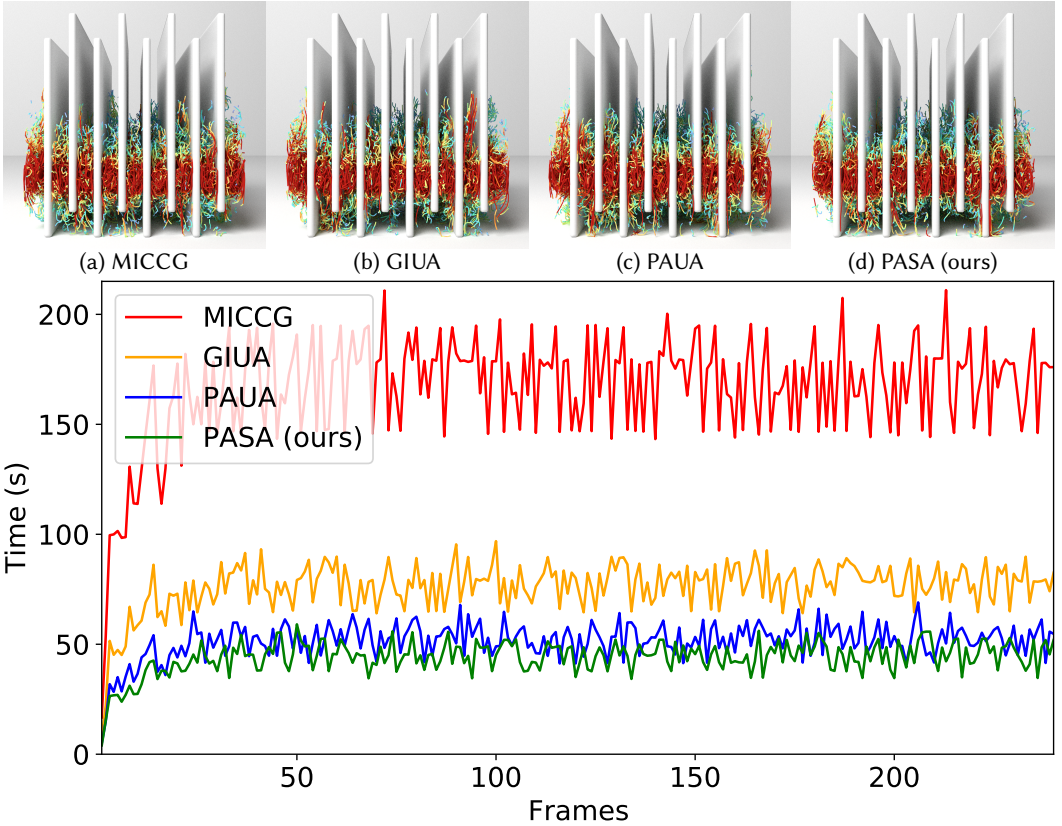 (a) MICCG
(b) GIUA
(c) PAUA
(d) PASA (ours)
MICCG
GIUA
PAUA
PASA (ours)
200
150
100
50
0
Time (s)
50
100
150
200
Frames